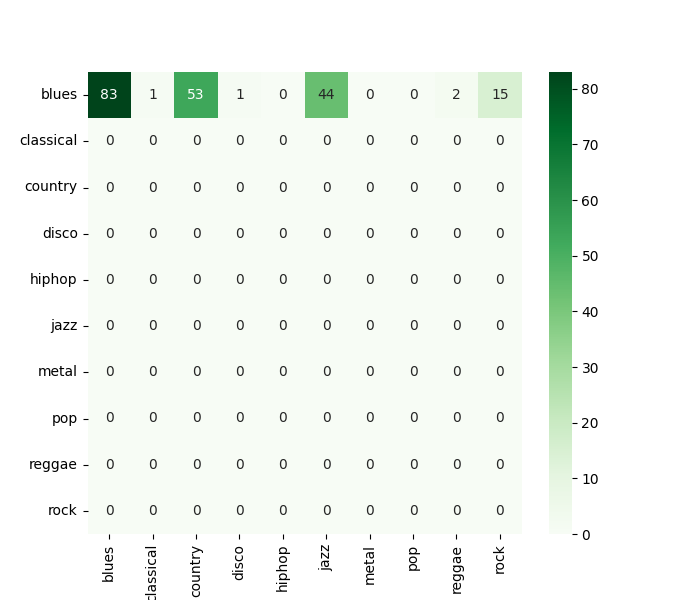 blues 83 1 53 1 0 44 0 0 2 15
classical 0 0 0 0 0 0 0 0 0 0
country 0 0 0 0 0 0 0 0 0 0
disco 0 0 0 0 0 0 0 0 0 0
hiphop 0 0 0 0 0 0 0 0 0 0
jazz 0 0 0 0 0 0 0 0 0 0
metal 0 0 0 0 0 0 0 0 0 0
pop 0 0 0 0 0 0 0 0 0 0
reggae 0 0 0 0 0 0 0 0 0 0
rock 0 0 0 0 0 0 0 0 0 0
blues classical country disco hiphop jazz metal pop reggae rock
80
70
60
50
40
30
20
10
0